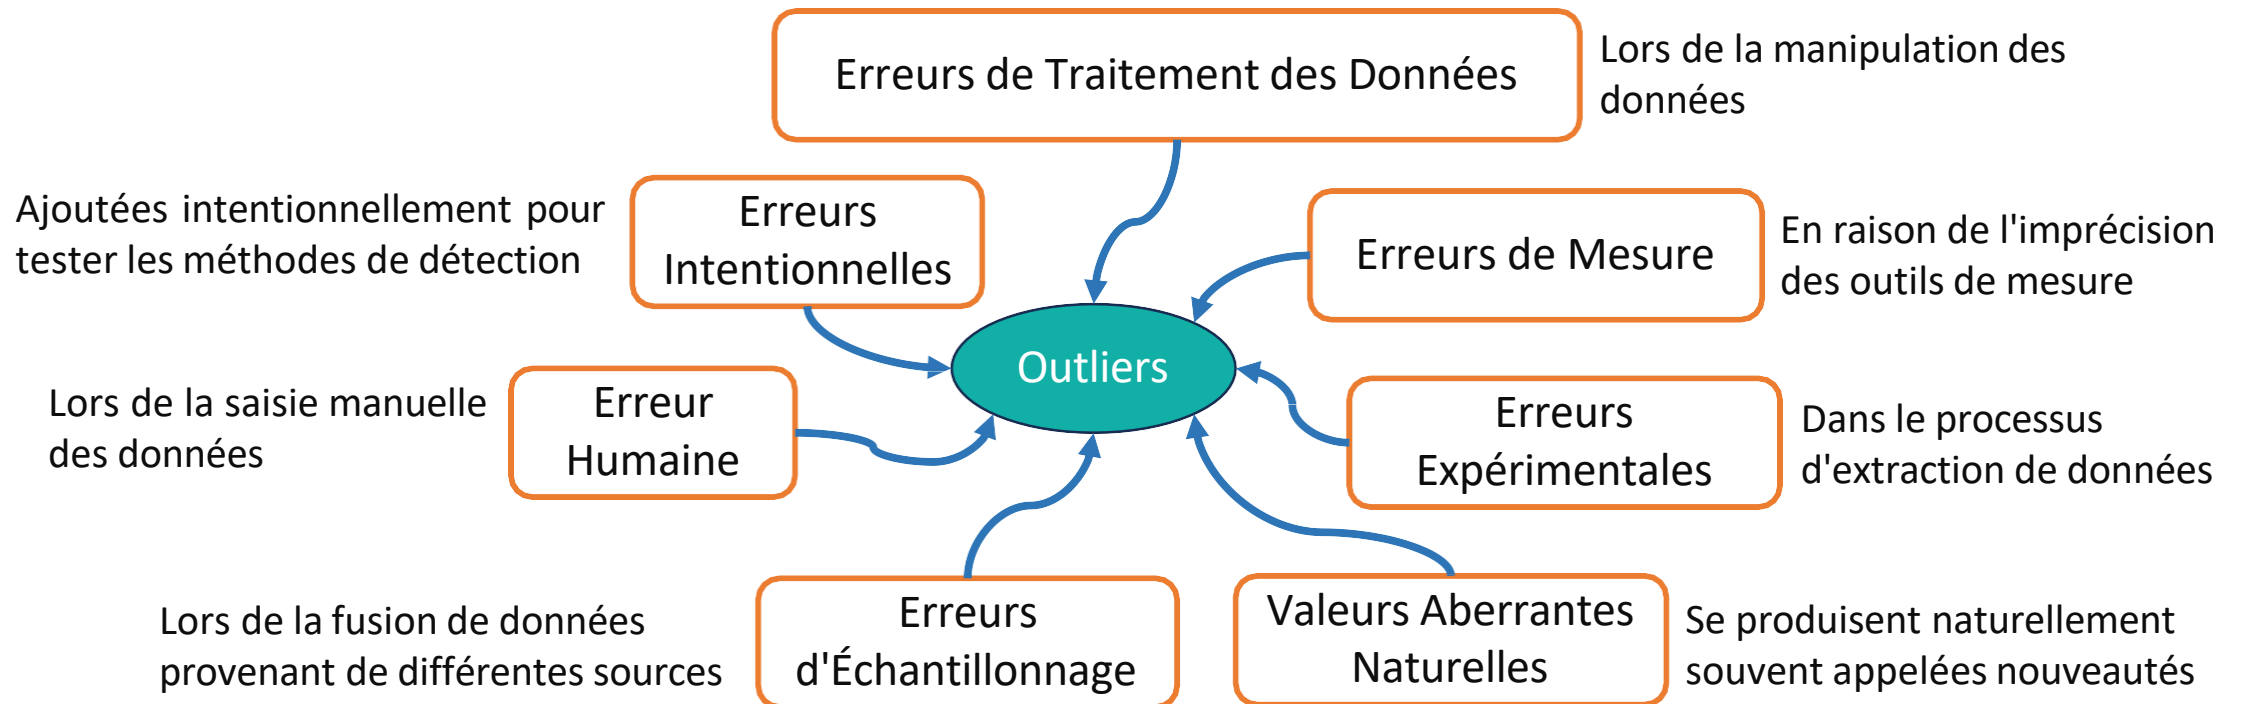 Erreurs de Traitement des Données
Lors de la manipulation des
données
Ajoutées intentionnellement pour
tester les méthodes de détection
Erreurs
Intentionnelles
Erreurs de Mesure
En raison de l'imprécision
des outils de mesure
Outliers
Lors de la saisie manuelle
des données
Erreur
Humaine
Erreurs
Expérimentales
Dans le processus
d'extraction de données
Lors de la fusion de données
provenant de différentes sources
Erreurs
d'Échantillonnage
Valeurs Aberrantes
Naturelles
Se produisent naturellement
souvent appelées nouveautés